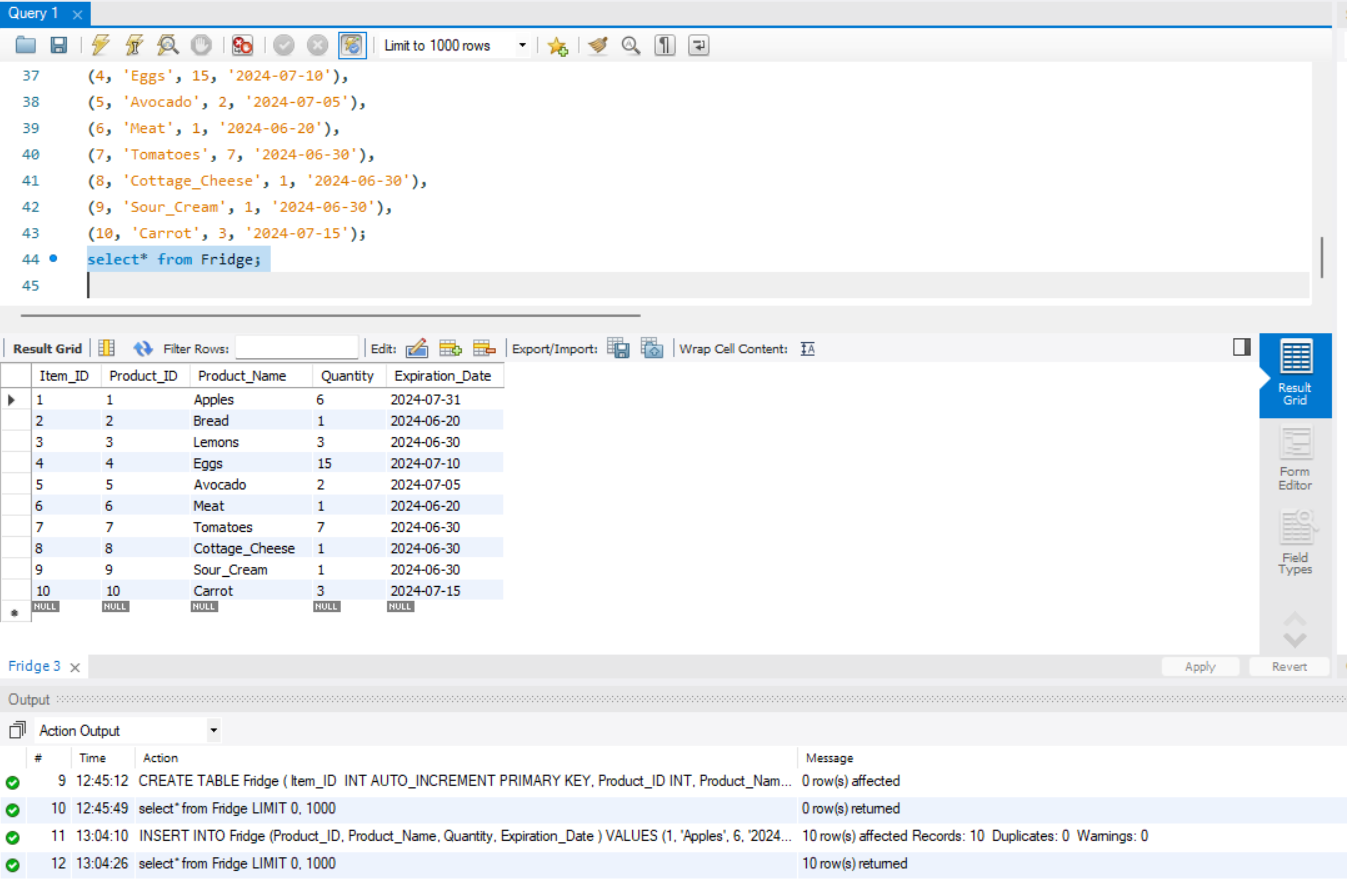 Query 1
Limit to 1000 rows
37 (4, 'Eggs', 15, '2024-07-10'),
38 (5, 'Avocado', 2, '2024-07-05'),
39 (6, 'Meat', 1, '2024-06-20'),
40 (7, 'Tomatoes', 7, '2024-06-30'),
41 (8, 'Cottage_Cheese', 1, '2024-06-30'),
42 (9, 'Sour_Cream', 1, '2024-06-30'),
43 (10, 'Carrot', 3, '2024-07-15');
44 select* from Fridge;
45
Result Grid Filter Rows: Edit: Export/Import: Wrap Cell Content: IA
Item_ID Product_ID Product_Name Quantity Expiration_Date
1 1 Apples 6 2024-07-31
2 2 Bread 1 2024-06-20
3 3 Lemons 3 2024-06-30
4 4 Eggs 15 2024-07-10
5 5 Avocado 2 2024-07-05
6 6 Meat 1 2024-06-20
7 7 Tomatoes 7 2024-06-30
8 8 Cottage_Cheese 1 2024-06-30
9 9 Sour_Cream 1 2024-06-30
10 10 Carrot 3 2024-07-15
NULL NULL NULL NULL NULL
Result
Grid
Form
Editor
Field
Types
Fridge 3 Apply Revert
Output
Action Output
# Time Action Message
9 12:45:12 CREATE TABLE Fridge ( Item_ID INT AUTO_INCREMENT PRIMARY KEY, Product_ID INT, Product_Nam... 0 row(s) affected
10 12:45:49 select* from Fridge LIMIT 0, 1000 0 row(s) returned
11 13:04:10 INSERT INTO Fridge (Product_ID, Product_Name, Quantity, Expiration_Date ) VALUES (1, 'Apples', 6, '2024... 10 row(s) affected Records: 10 Duplicates: 0 Warnings: 0
12 13:04:26 select* from Fridge LIMIT 0, 1000 10 row(s) returned